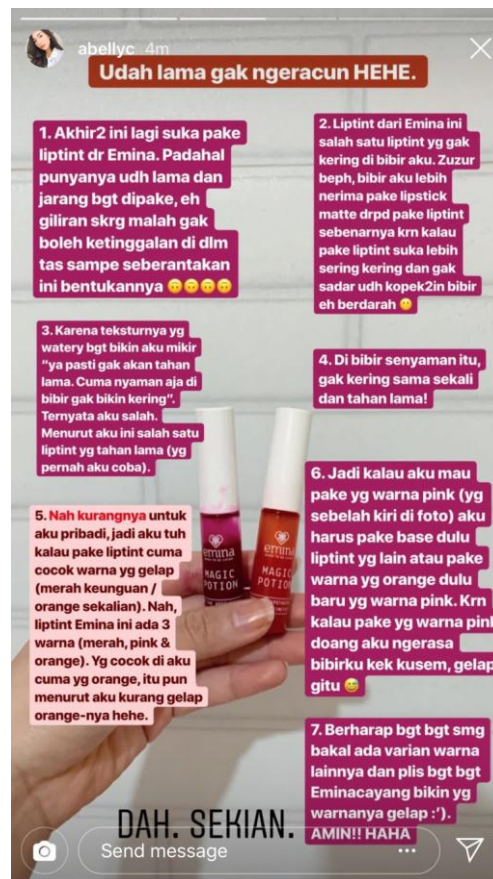 abellyc 4m
Udah lama gak ngeracun HEHE.
1. Akhir2 ini lagi suka pake
liptint dr Emina. Padahal
punyanya udh lama dan
jarang bgt dipake, eh
giliran skrg malah gak
boleh ketinggalan di dlm
tas sampe seberantakan
ini bentukannya 🙃🙃🙃🙃
2. Liptint dari Emina ini
salah satu liptint yg gak
kering di bibir aku. Zuzur
beph, bibir aku lebih
nerima pake lipstick
matte drpd pake liptint
sebenarnya krn kalau
pake liptint suka lebih
sering kering dan gak
sadar udh kopek2in bibir
eh berdarah 😶
3. Karena teksturnya yg
watery bgt bikin aku mikir
"ya pasti gak akan tahan
lama. Cuma nyaman aja di
bibir gak bikin kering".
Ternyata aku salah.
Menurut aku ini salah satu
liptint yg tahan lama (yg
pernah aku coba).
4. Di bibir senyaman itu,
gak kering sama sekali
dan tahan lama!
5. Nah kurangnya untuk
aku pribadi, jadi aku tuh
kalau pake liptint cuma
cocok warna yg gelap
(merah keunguan /
orange sekalian). Nah,
liptint Emina ini ada 3
warna (merah, pink &
orange). Yg cocok di aku
cuma yg orange, itu pun
menurut aku kurang gelap
orange-nya hehe.
6. Jadi kalau aku mau
pake yg warna pink (yg
sebelah kiri di foto) aku
harus pake base dulu
liptint yg lain atau pake
warna yg orange dulu
baru yg warna pink. Krn
kalau pake yg warna pink
doang aku ngerasa
bibirku kek kusem, gelap
gitu 😅
7. Berharap bgt bgt smg
bakal ada varian warna
lainnya dan plis bgt bgt
Eminacayang bikin yg
warnanya gelap :').
AMIN!! HAHA
emina
MAGIC
POTION
emina
MAGIC
POTION
DAH. SEKIAN.
Send message